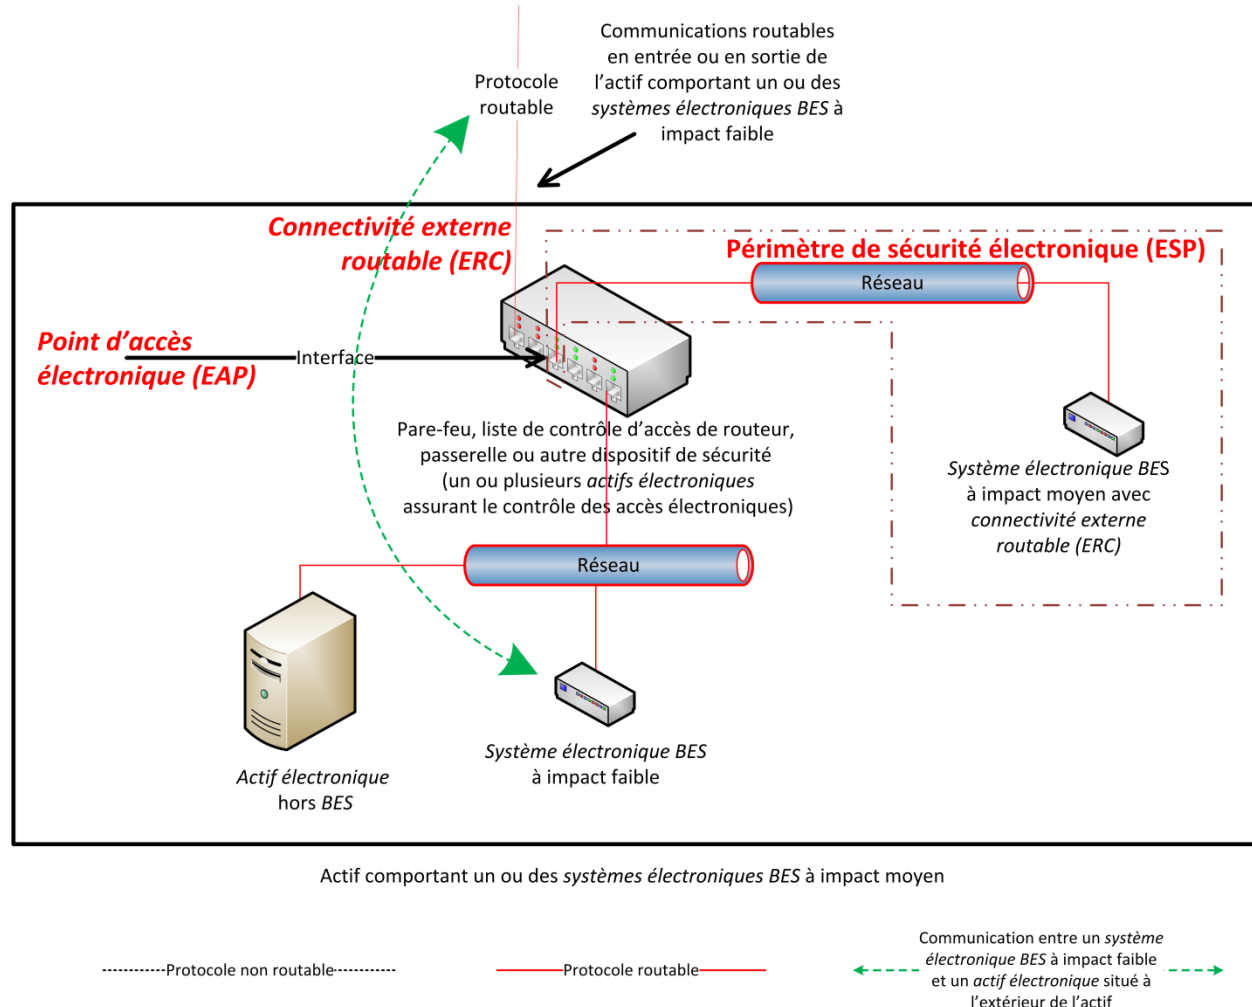 Communications routables
en entrée ou en sortie de
l'actif comportant un ou des
systèmes électroniques BES à
impact faible
Protocole
routable
Connectivité externe
routable (ERC)
Périmètre de sécurité électronique (ESP)
Réseau
Point d'accès
électronique (EAP)
Interface
Pare-feu, liste de contrôle d'accès de routeur,
passerelle ou autre dispositif de sécurité
(un ou plusieurs actifs électroniques
assurant le contrôle des accès électroniques)
Système électronique BES
à impact moyen avec
connectivité externe
routable (ERC)
Réseau
Actif électronique
hors BES
Système électronique BES
à impact faible
Actif comportant un ou des systèmes électroniques BES à impact moyen
Protocole non routable
Protocole routable
Communication entre un système
électronique BES à impact faible
et un actif électronique situé à
l'extérieur de l'actif